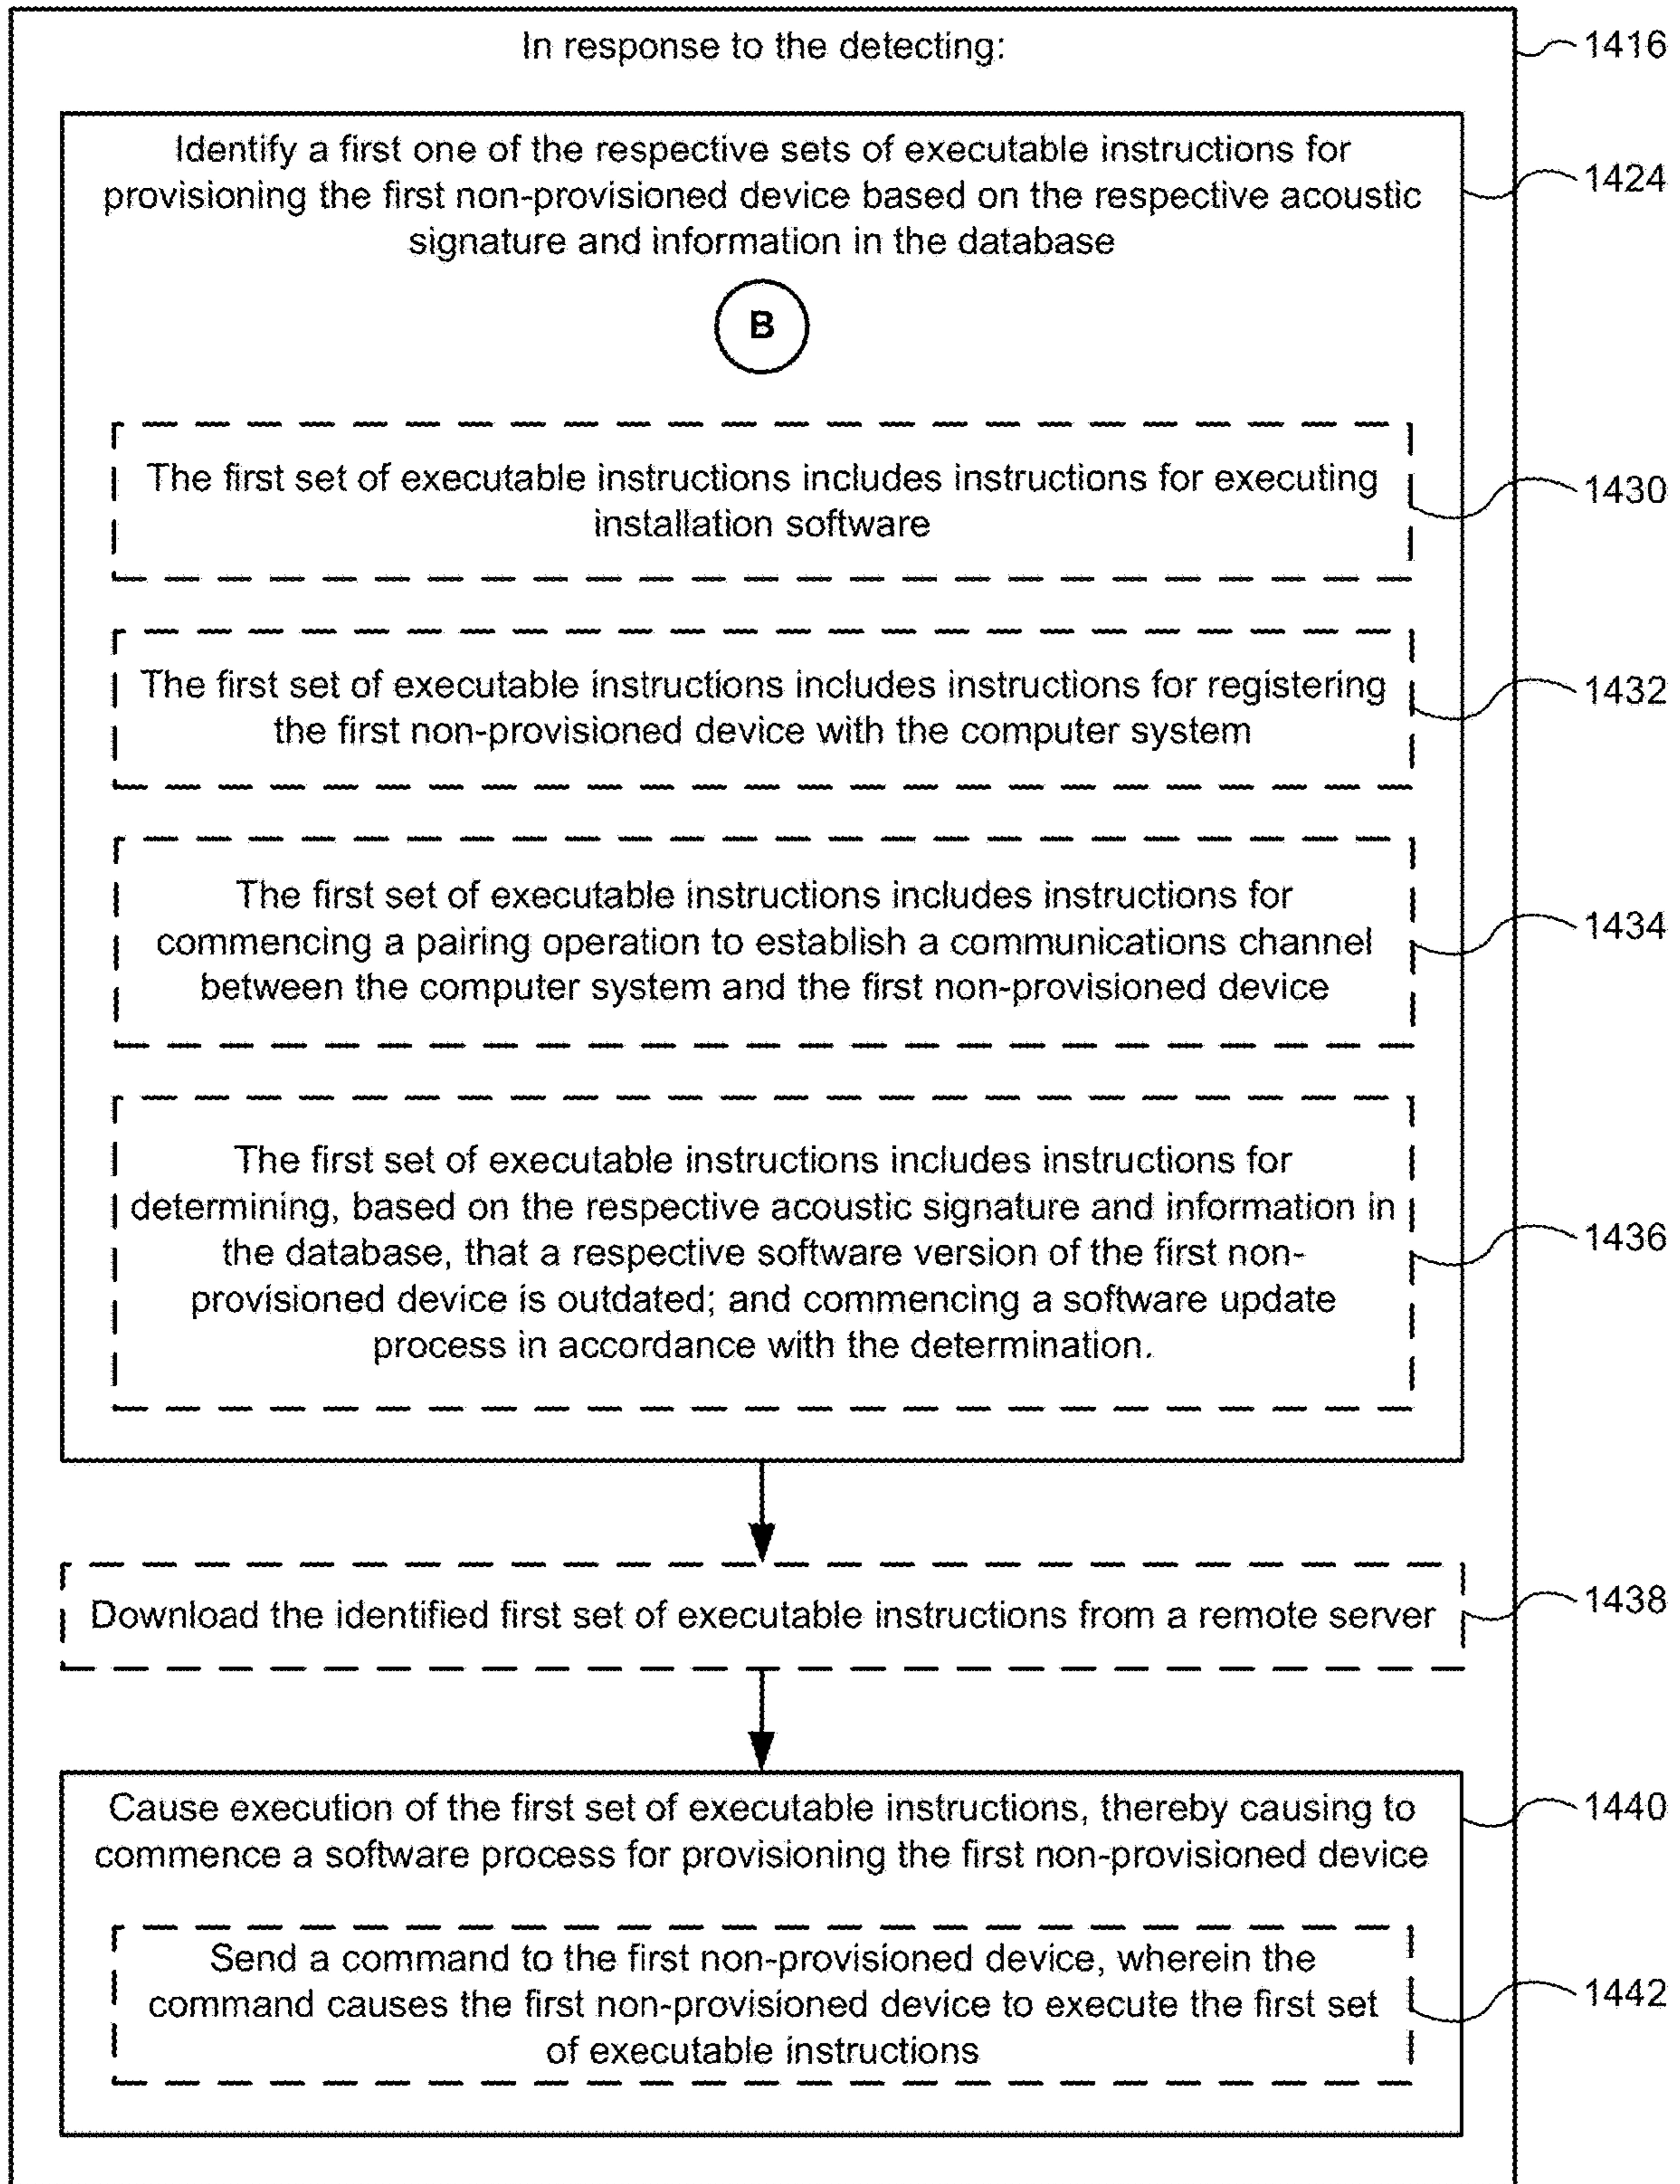 In response to the detecting:
1416
Identify a first one of the respective sets of executable instructions for
provisioning the first non-provisioned device based on the respective acoustic
signature and information in the database
1424
B
The first set of executable instructions includes instructions for executing
installation software
1430
The first set of executable instructions includes instructions for registering
the first non-provisioned device with the computer system
1432
The first set of executable instructions includes instructions for
commencing a pairing operation to establish a communications channel
between the computer system and the first non-provisioned device
1434
The first set of executable instructions includes instructions for
determining, based on the respective acoustic signature and information in
the database, that a respective software version of the first non-
provisioned device is outdated; and commencing a software update
process in accordance with the determination.
1436
Download the identified first set of executable instructions from a remote server
1438
Cause execution of the first set of executable instructions, thereby causing to
commence a software process for provisioning the first non-provisioned device
1440
Send a command to the first non-provisioned device, wherein the
command causes the first non-provisioned device to execute the first set
of executable instructions
1442